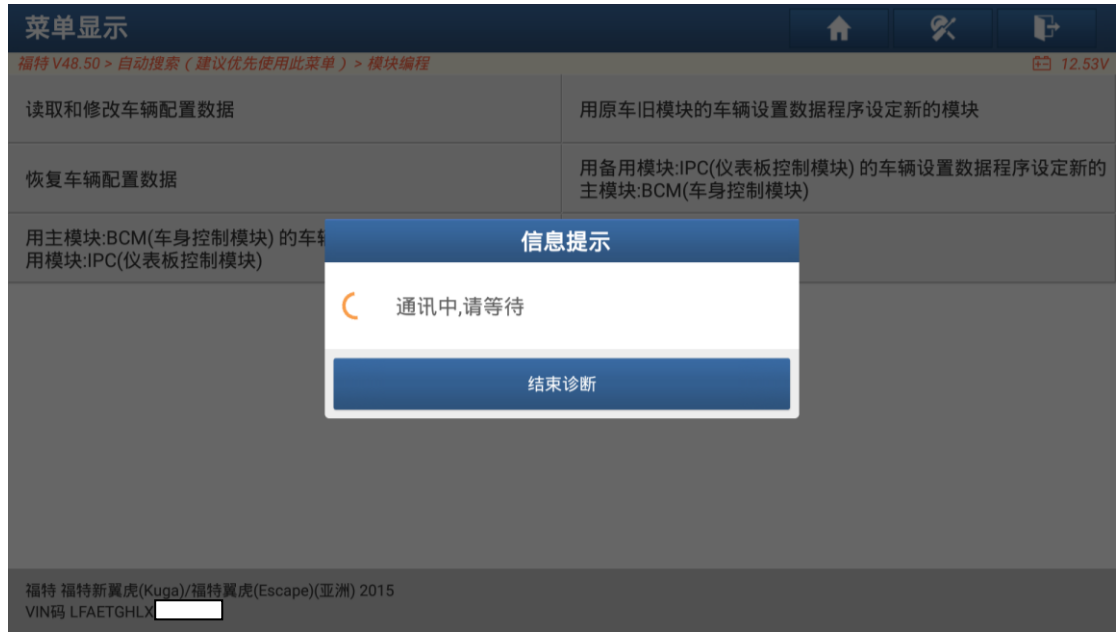 菜单显示
福特 V48.50 > 自动搜索（建议优先使用此菜单）> 模块编程
12.53V
读取和修改车辆配置数据
用原车旧模块的车辆设置数据程序设定新的模块
恢复车辆配置数据
用备用模块:IPC(仪表板控制模块) 的车辆设置数据程序设定新的
主模块:BCM(车身控制模块)
用主模块:BCM(车身控制模块) 的车
用模块:IPC(仪表板控制模块)
信息提示
通讯中,请等待
结束诊断
福特 福特新翼虎(Kuga)/福特翼虎(Escape)(亚洲) 2015
VIN码 LFAETGHLX